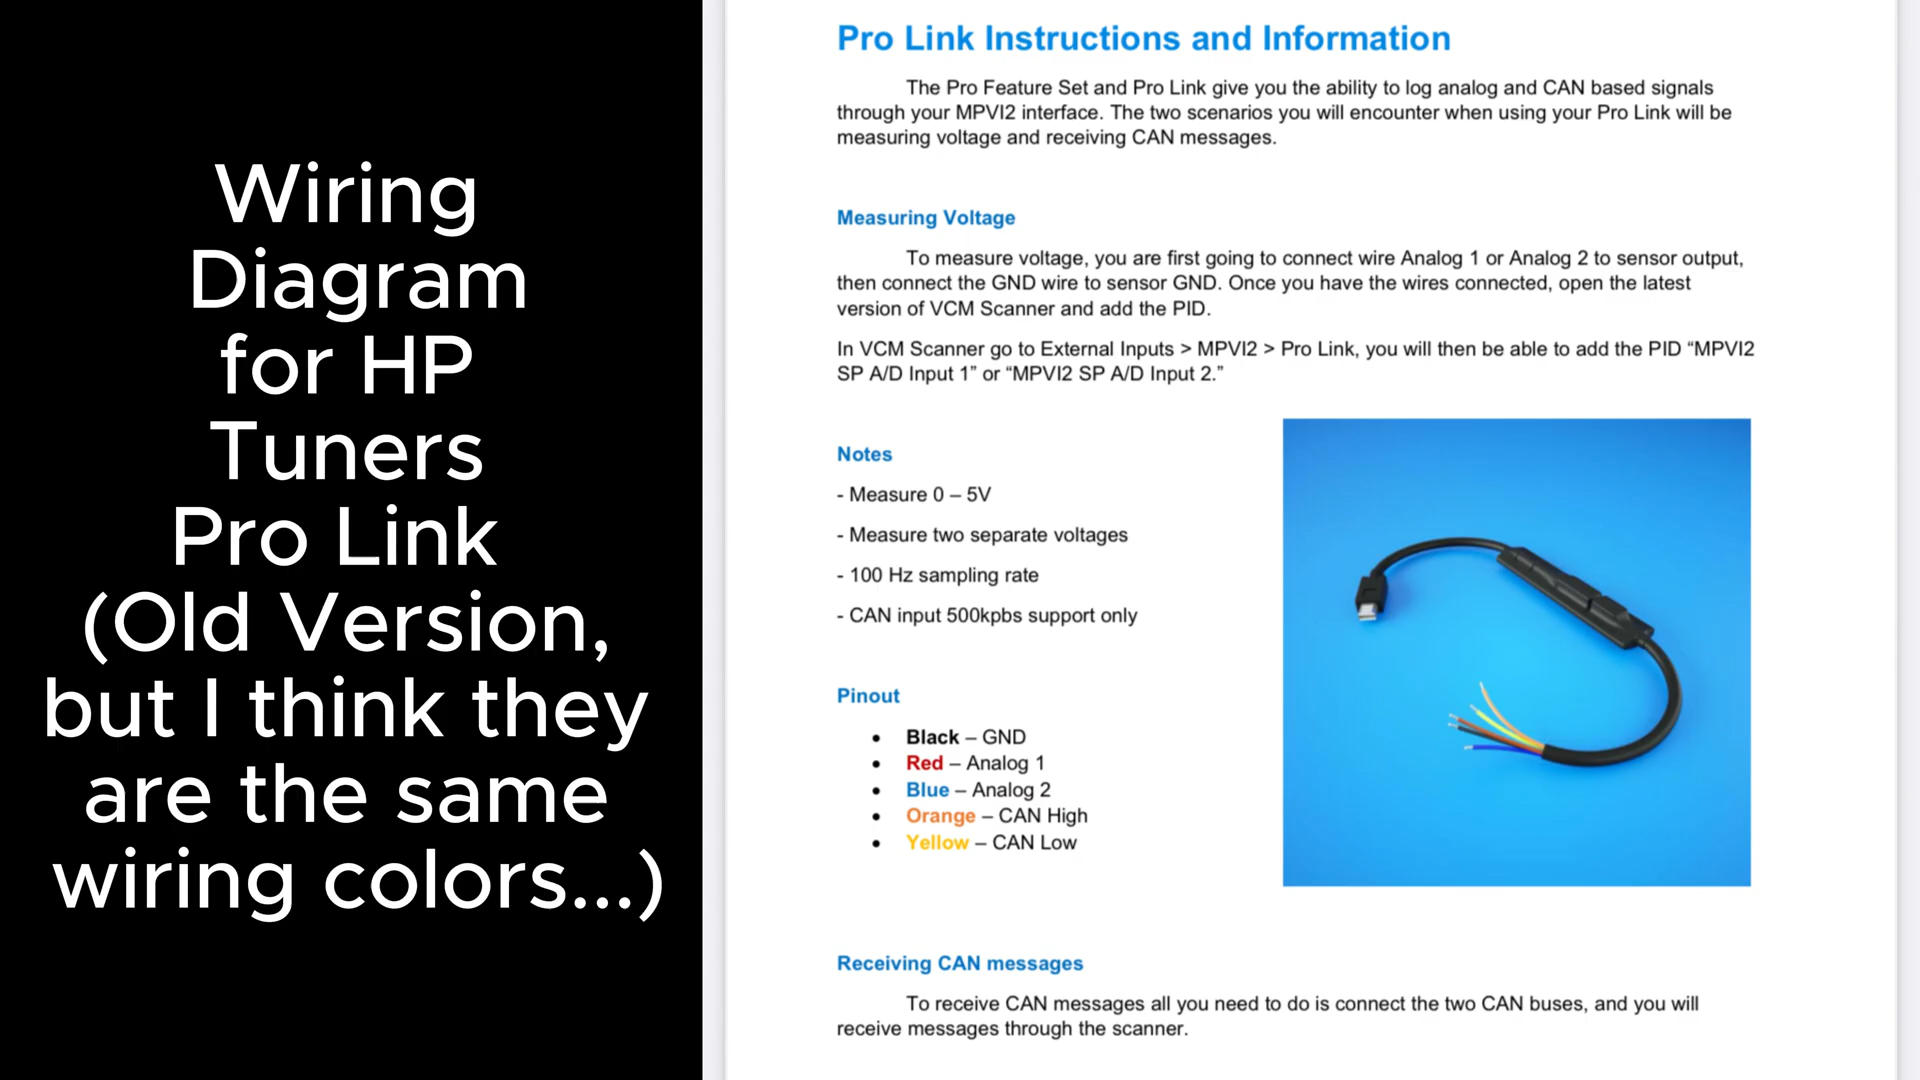 Wiring
Diagram
for HP
Tuners
Pro Link
(Old Version,
but I think they
are the same
wiring colors...)
Pro Link Instructions and Information
The Pro Feature Set and Pro Link give you the ability to log analog and CAN based signals
through your MPVI2 interface. The two scenarios you will encounter when using your Pro Link will be
measuring voltage and receiving CAN messages.
Measuring Voltage
To measure voltage, you are first going to connect wire Analog 1 or Analog 2 to sensor output,
then connect the GND wire to sensor GND. Once you have the wires connected, open the latest
version of VCM Scanner and add the PID.
In VCM Scanner go to External Inputs > MPVI2 > Pro Link, you will then be able to add the PID “MPVI2
SP A/D Input 1” or “MPVI2 SP A/D Input 2.”
Notes
- Measure 0 – 5V
- Measure two separate voltages
- 100 Hz sampling rate
- CAN input 500kpbs support only
Pinout
• Black – GND
• Red – Analog 1
• Blue – Analog 2
• Orange – CAN High
• Yellow – CAN Low
Receiving CAN messages
To receive CAN messages all you need to do is connect the two CAN buses, and you will
receive messages through the scanner.